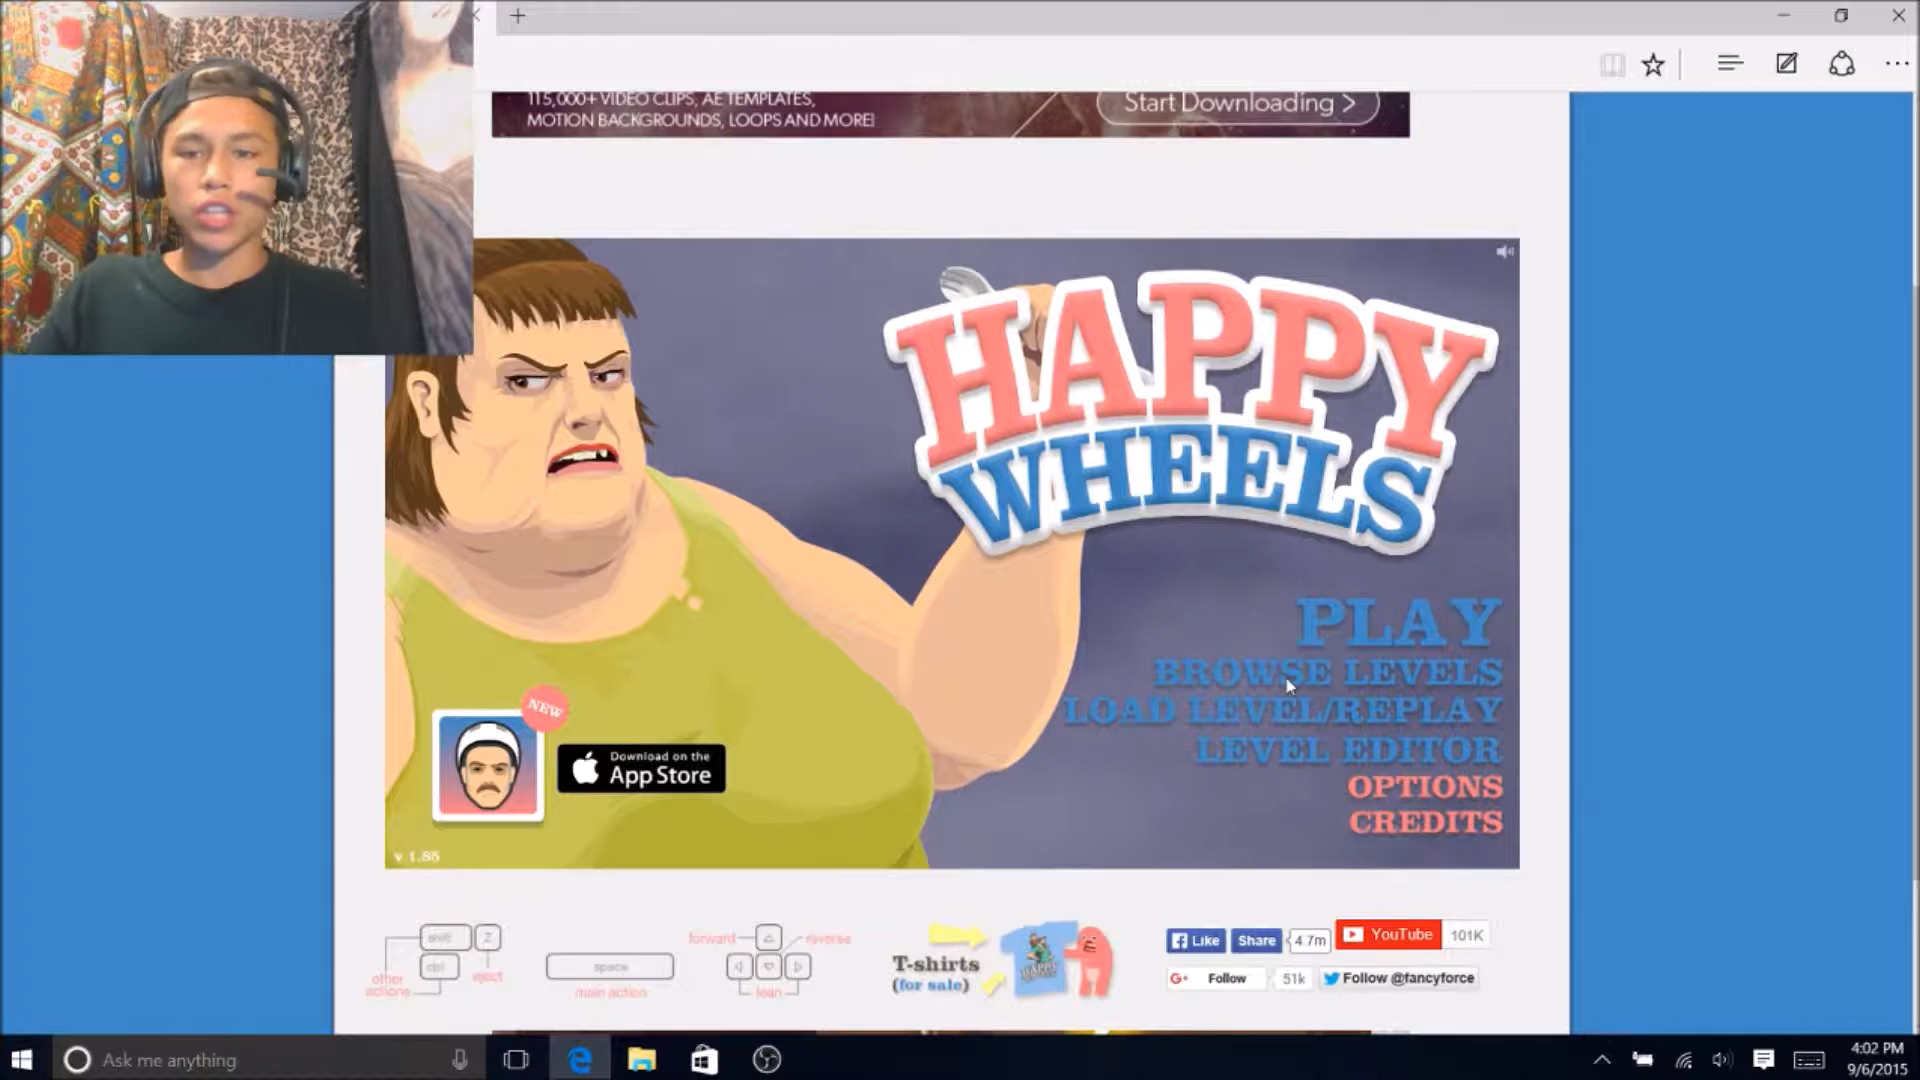 115,000+ VIDEO CLIPS, AE TEMPLATES,
MOTION BACKGROUNDS, LOOPS AND MORE!
Start Downloading >
HAPPY
WHEELS
PLAY
BROWSE LEVELS
LOAD LEVEL/REPLAY
LEVEL EDITOR
OPTIONS
CREDITS
NEW
Download on the
App Store
v 1.85
shift
Z
ctrl
other
actions
eject
space
main action
forward
reverse
lean
T-shirts
(for sale)
HAPPY
Like
Share
4.7m
YouTube
101K
G+ Follow
51k
Follow @fancyforce
Ask me anything
4:02 PM
9/6/2015